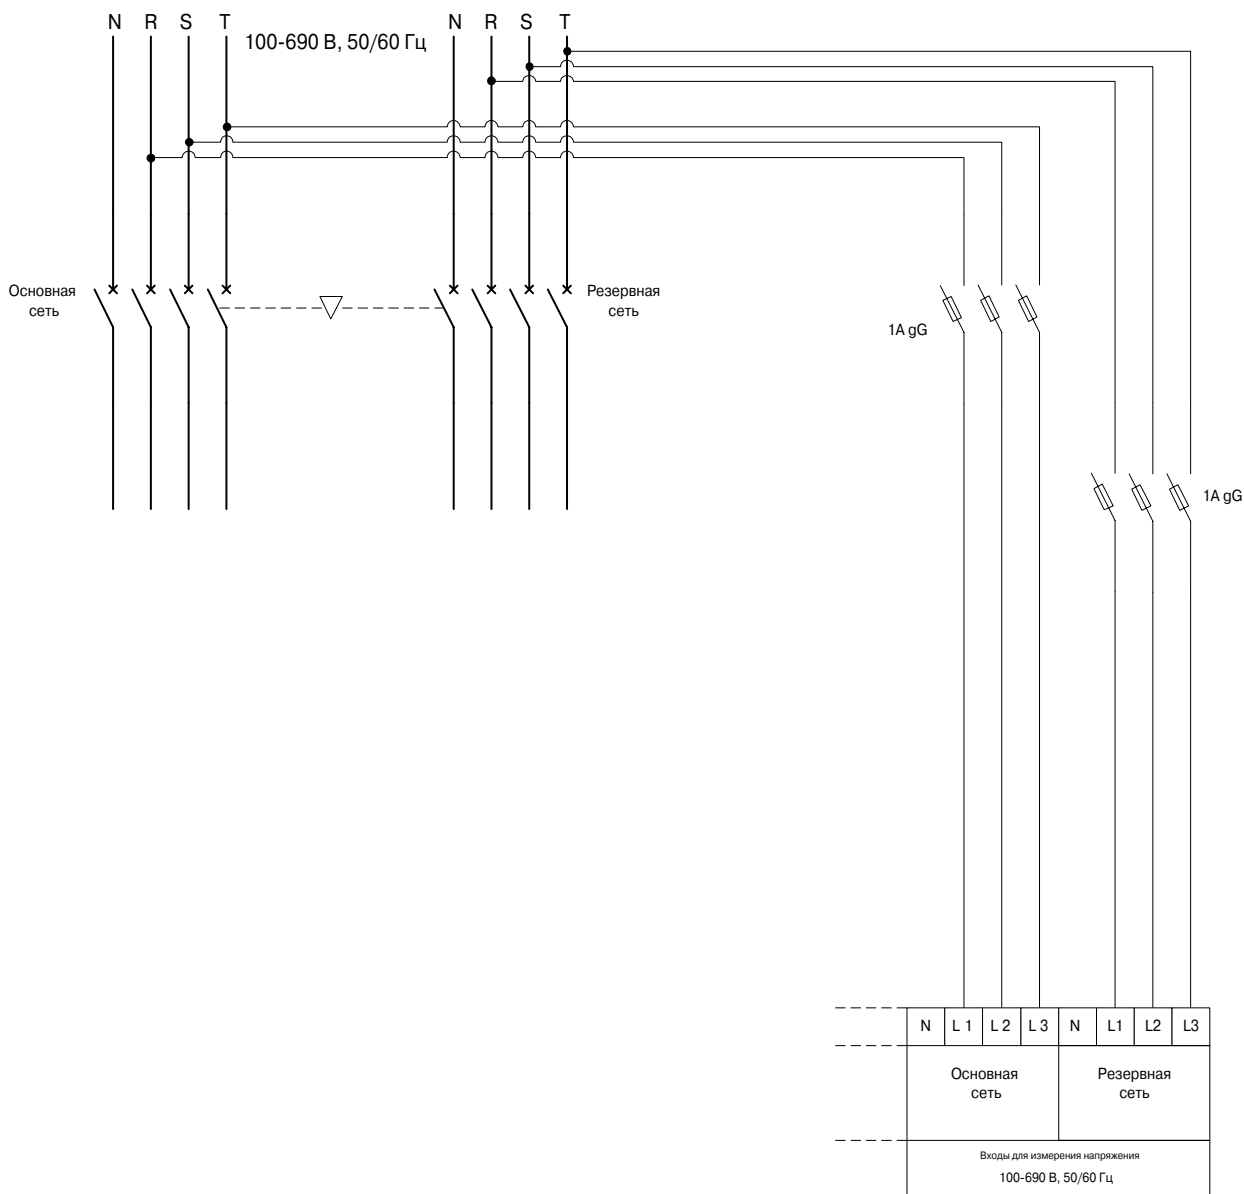 N R S T
N R S T
100-690 В, 50/60 Гц
Основная
сеть
Резервная
сеть
1A gG
1A gG
N L 1 L 2 L 3 N L1 L2 L3
Основная
сеть
Резервная
сеть
Входы для измерения напряжения
100-690 В, 50/60 Гц